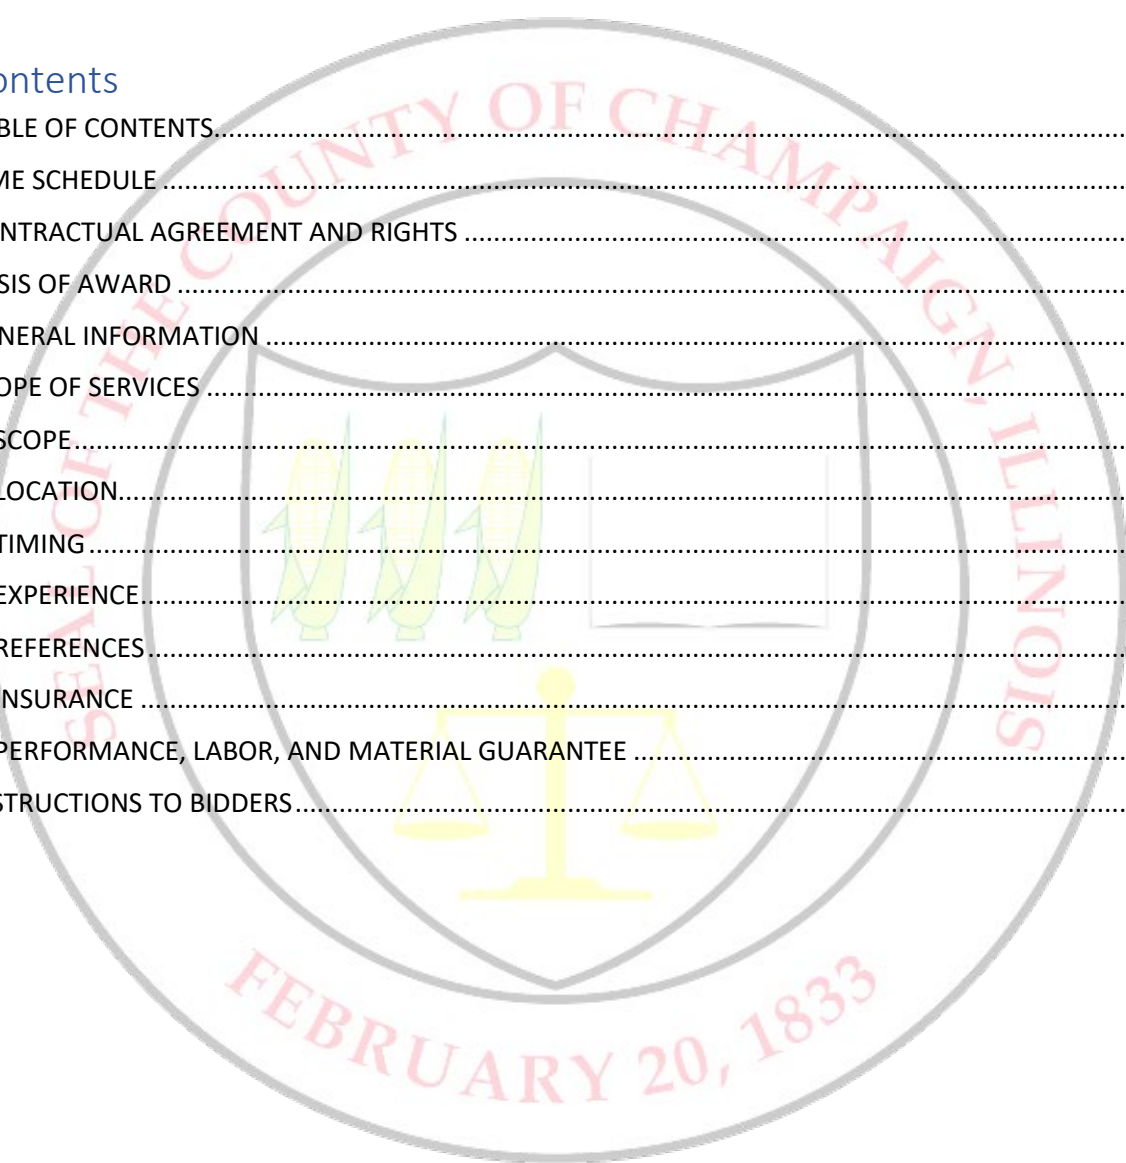 ontents
BLE OF CONTENTS
ME SCHEDULE
NTRACTUAL AGREEMENT AND RIGHTS
SIS OF AWARD
NERAL INFORMATION
OPE OF SERVICES
SCOPE
LOCATION
TIMING
EXPERIENCE
REFERENCES
INSURANCE
PERFORMANCE, LABOR, AND MATERIAL GUARANTEE
STRUCTIONS TO BIDDERS
SEAL OF THE COUNTY OF CHAMPAIGN, ILLINOIS
FEBRUARY 20, 1833